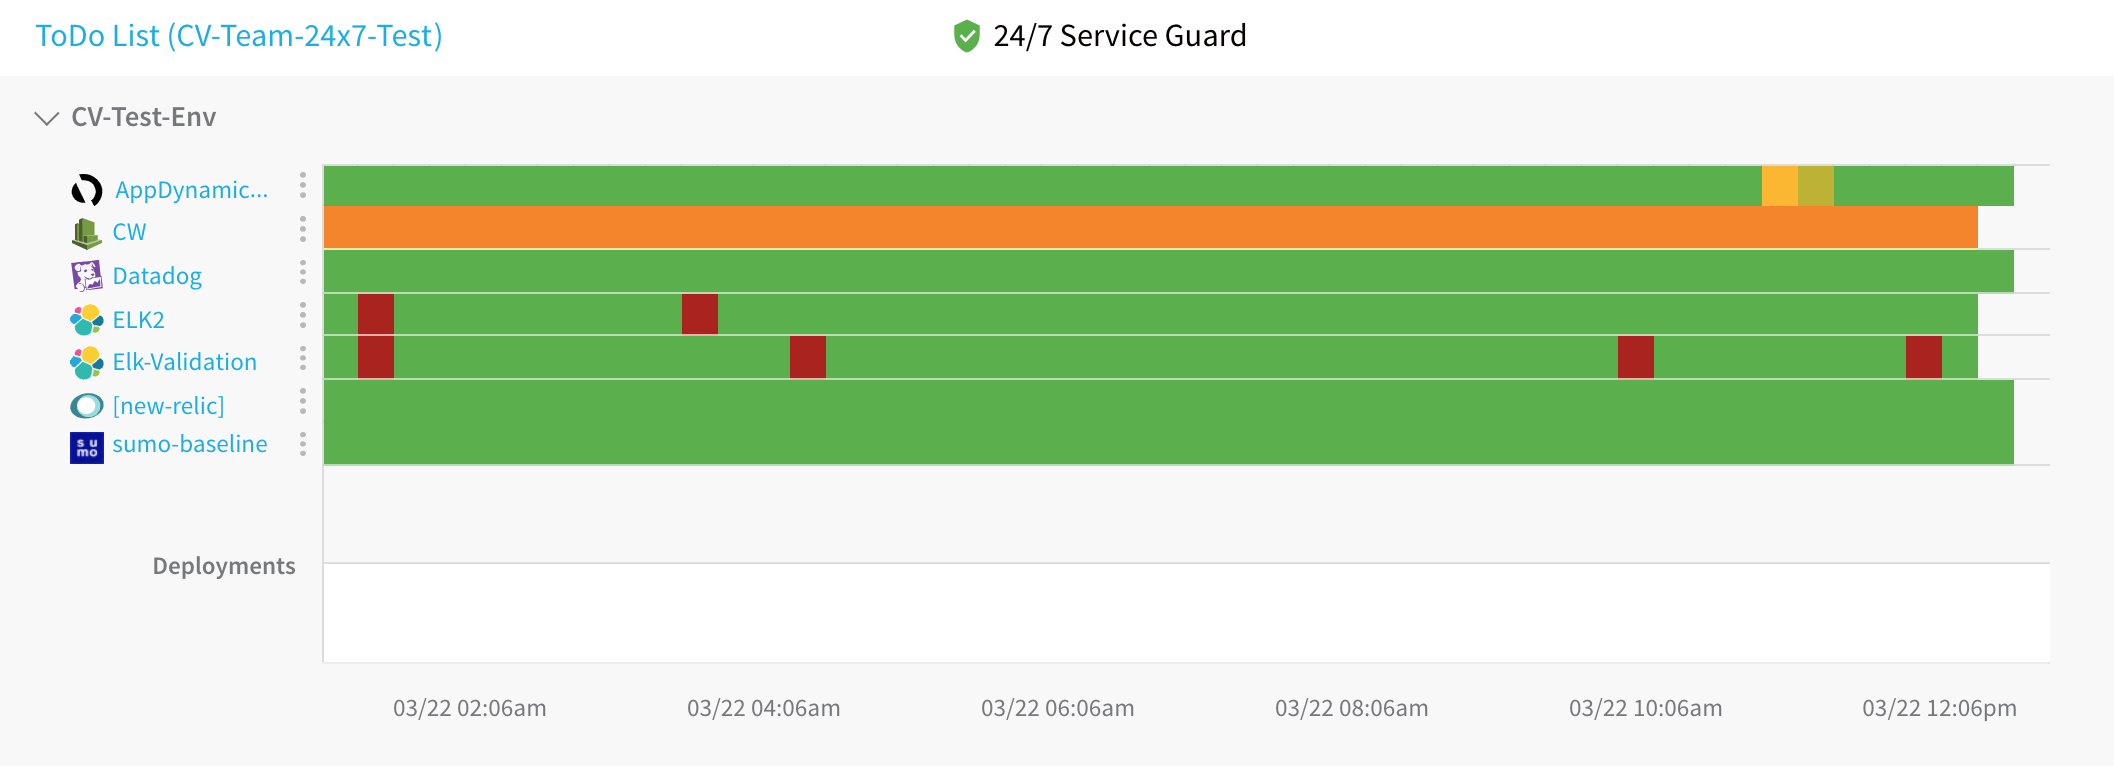 ToDo List (CV-Team-24x7-Test)
24/7 Service Guard
CV-Test-Env
AppDynamic...
CW
Datadog
ELK2
Elk-Validation
[new-relic]
su
mo
sumo-baseline
Deployments
03/22 02:06am
03/22 04:06am
03/22 06:06am
03/22 08:06am
03/22 10:06am
03/22 12:06pm